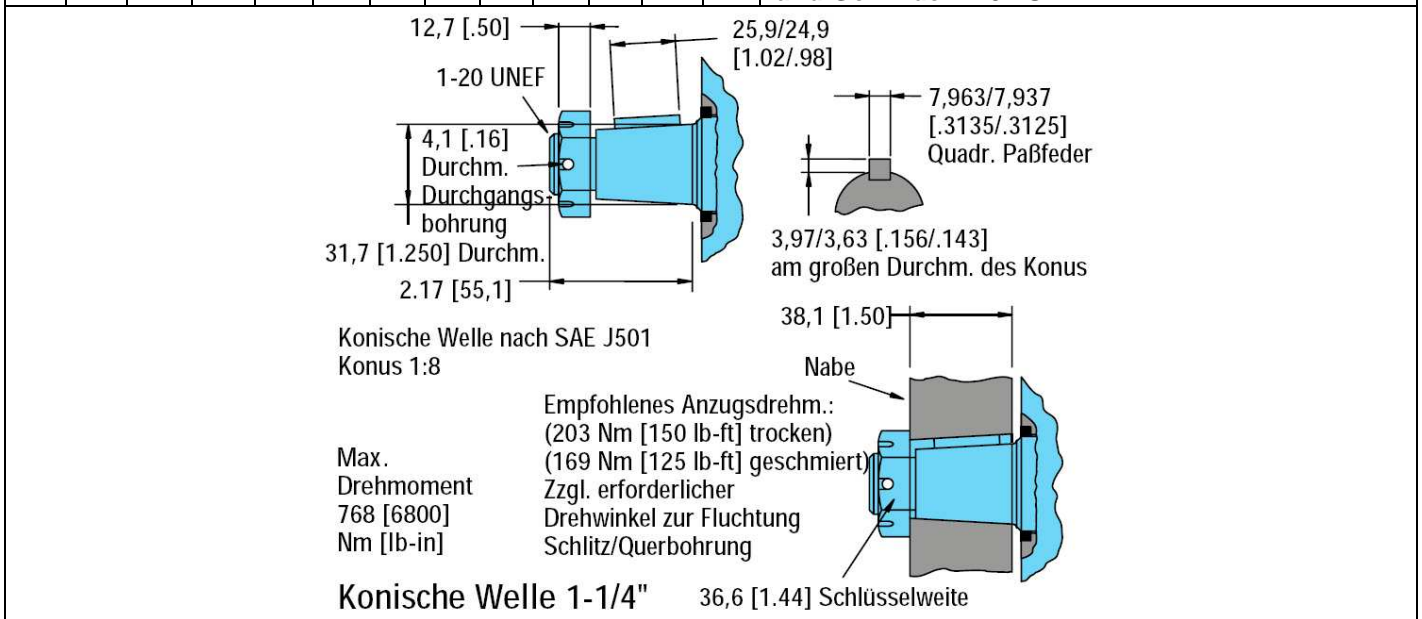 12,7 [.50]
25,9/24,9
[1.02/.98]
1-20 UNEF
7,963/7,937
[.3135/.3125]
Quadr. Paßfeder
4,1 [.16]
Durchm.
Durchgangs-
bohrung
31,7 [1.250] Durchm.
3,97/3,63 [.156/.143]
am großen Durchm. des Konus
2.17 [55,1]
38,1 [1.50]
Konische Welle nach SAE J501
Konus 1:8
Nabe
Empfohlenes Anzugsdrehm.:
(203 Nm [150 lb-ft] trocken)
(169 Nm [125 lb-ft] geschmiert)
Zzgl. erforderlicher
Drehwinkel zur Fluchtung
Schlitz/Querbohrung
Max.
Drehmoment
768 [6800]
Nm [lb-in]
Konische Welle 1-1/4"
36,6 [1.44] Schlüsselweite